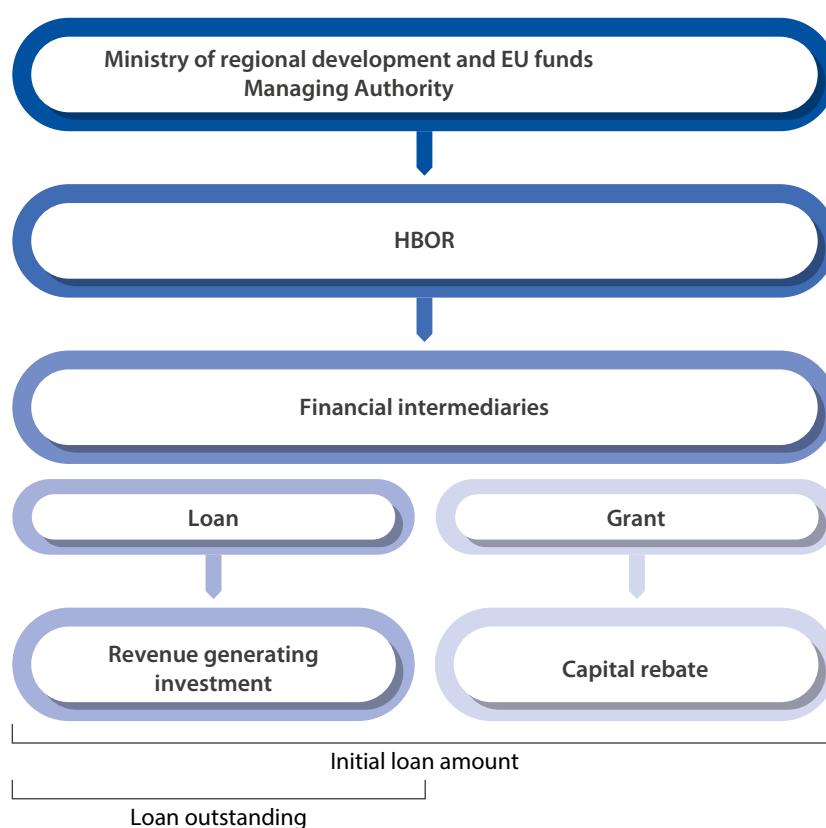 Ministry of regional development and EU funds
Managing Authority
HBOR
Financial intermediaries
Loan
Grant
Revenue generating
investment
Capital rebate
Initial loan amount
Loan outstanding